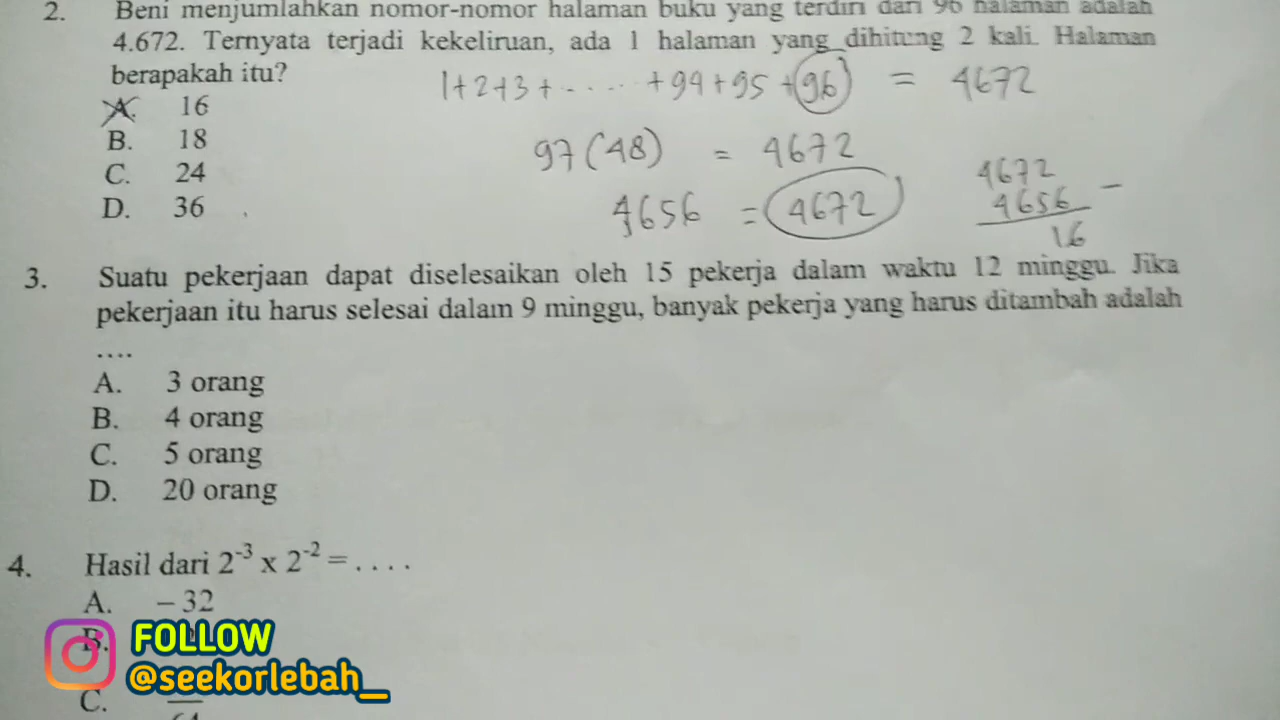 2. Beni menjumlahkan nomor-nomor halaman buku yang terdiri dari 96 halaman adalah
4.672. Ternyata terjadi kekeliruan, ada 1 halaman yang dihitung 2 kali. Halaman
berapakah itu?
1+2+3+ ..... +94+95 +96 = 4672
A. 16
B. 18
C. 24
D. 36
97(48) = 4672
4656 = 4672
4672
4656 –
16
3. Suatu pekerjaan dapat diselesaikan oleh 15 pekerja dalam waktu 12 minggu. Jika
pekerjaan itu harus selesai dalam 9 minggu, banyak pekerja yang harus ditambah adalah
....
A. 3 orang
B. 4 orang
C. 5 orang
D. 20 orang
4. Hasil dari 2⁻³ x 2⁻² = . . . .
A. – 32
B.
C.
FOLLOW
@seekorlebah_